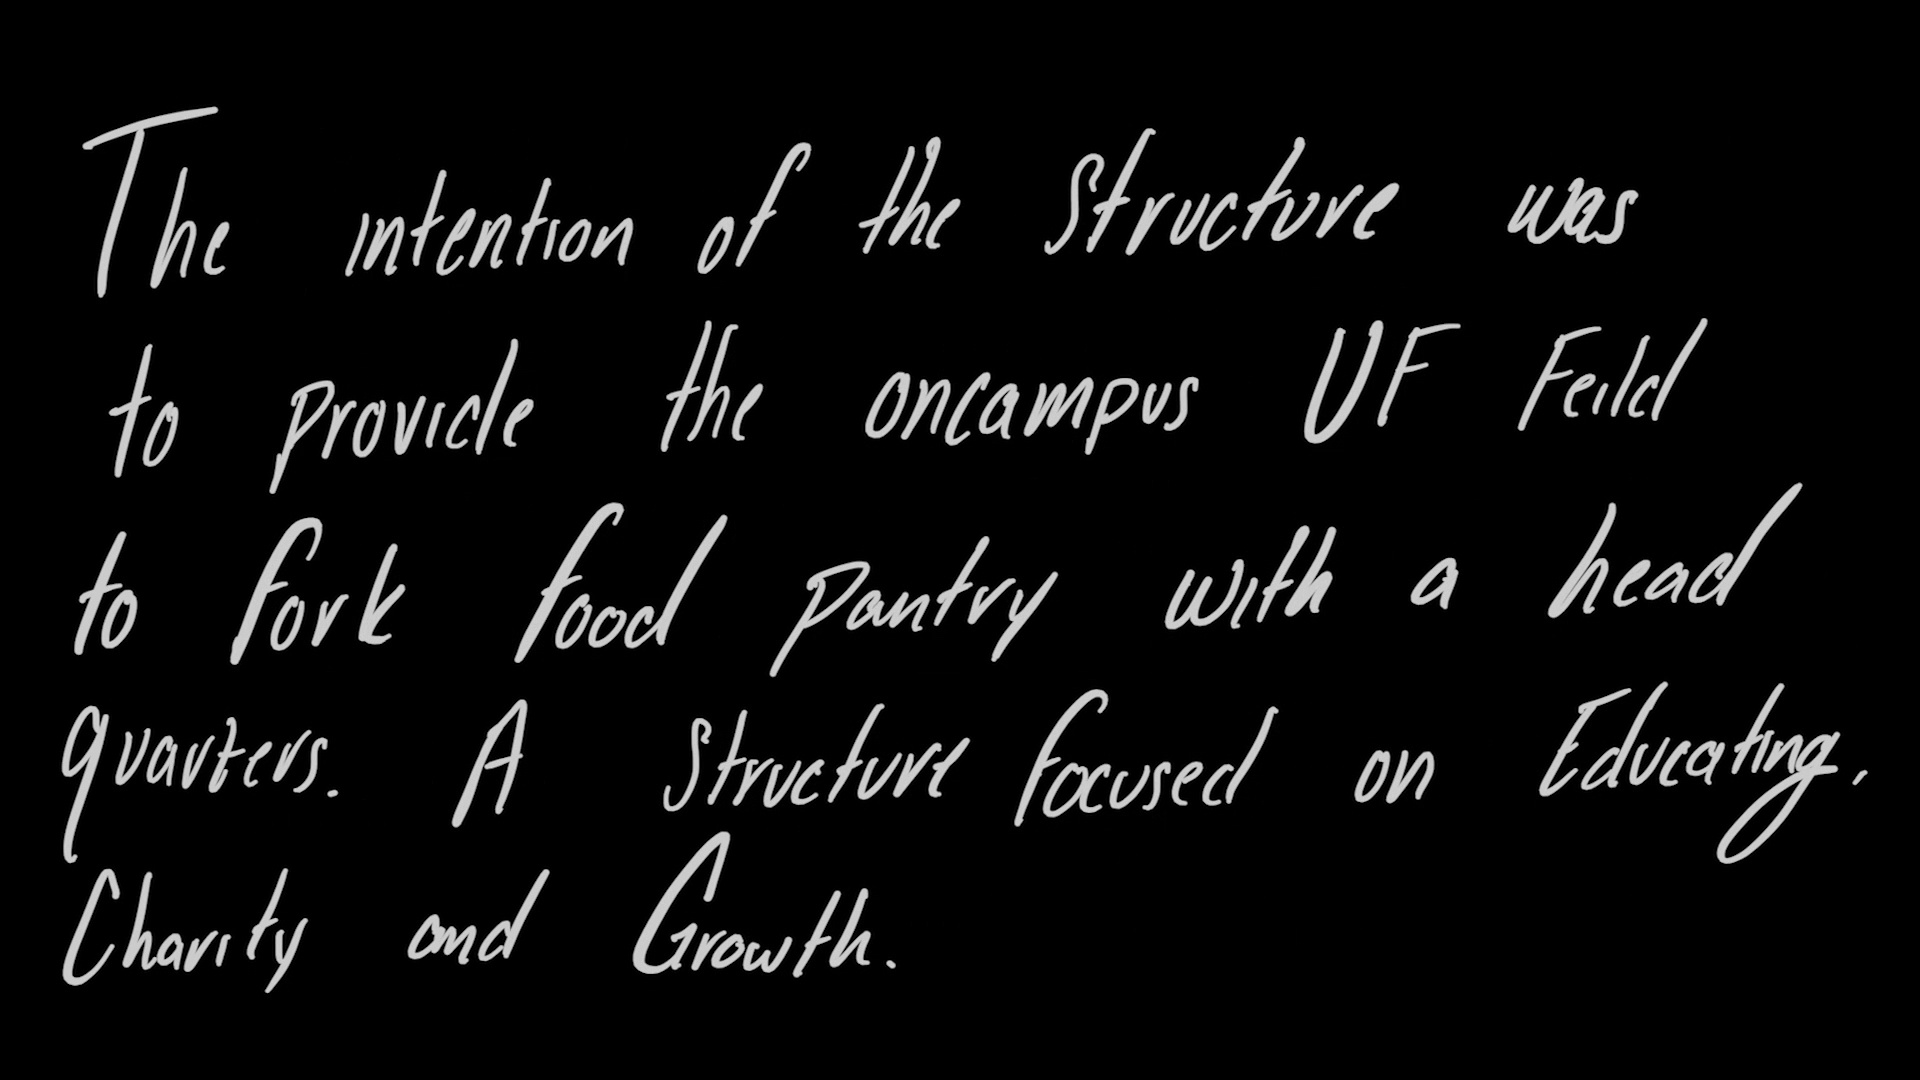 The intention of the Structure was
to provide the oncampus UF Feild
to fork food pantry with a head
quarters. A Structure focused on Educating,
Charity and Growth.